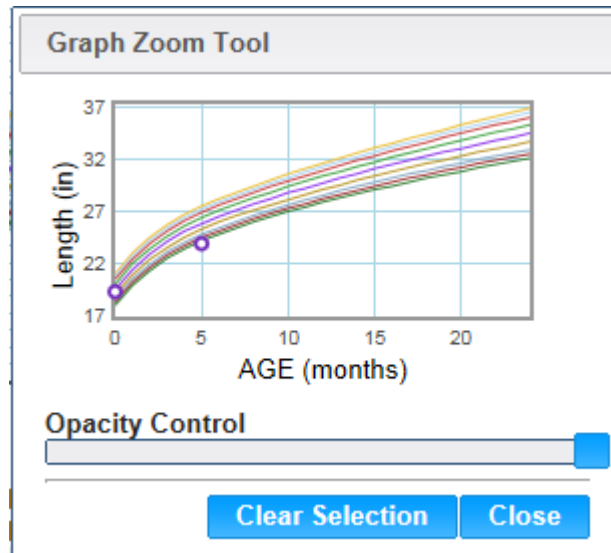 Graph Zoom Tool
37
32
27
22
17
Length (in)
0 5 10 15 20
AGE (months)
Opacity Control
Clear Selection Close